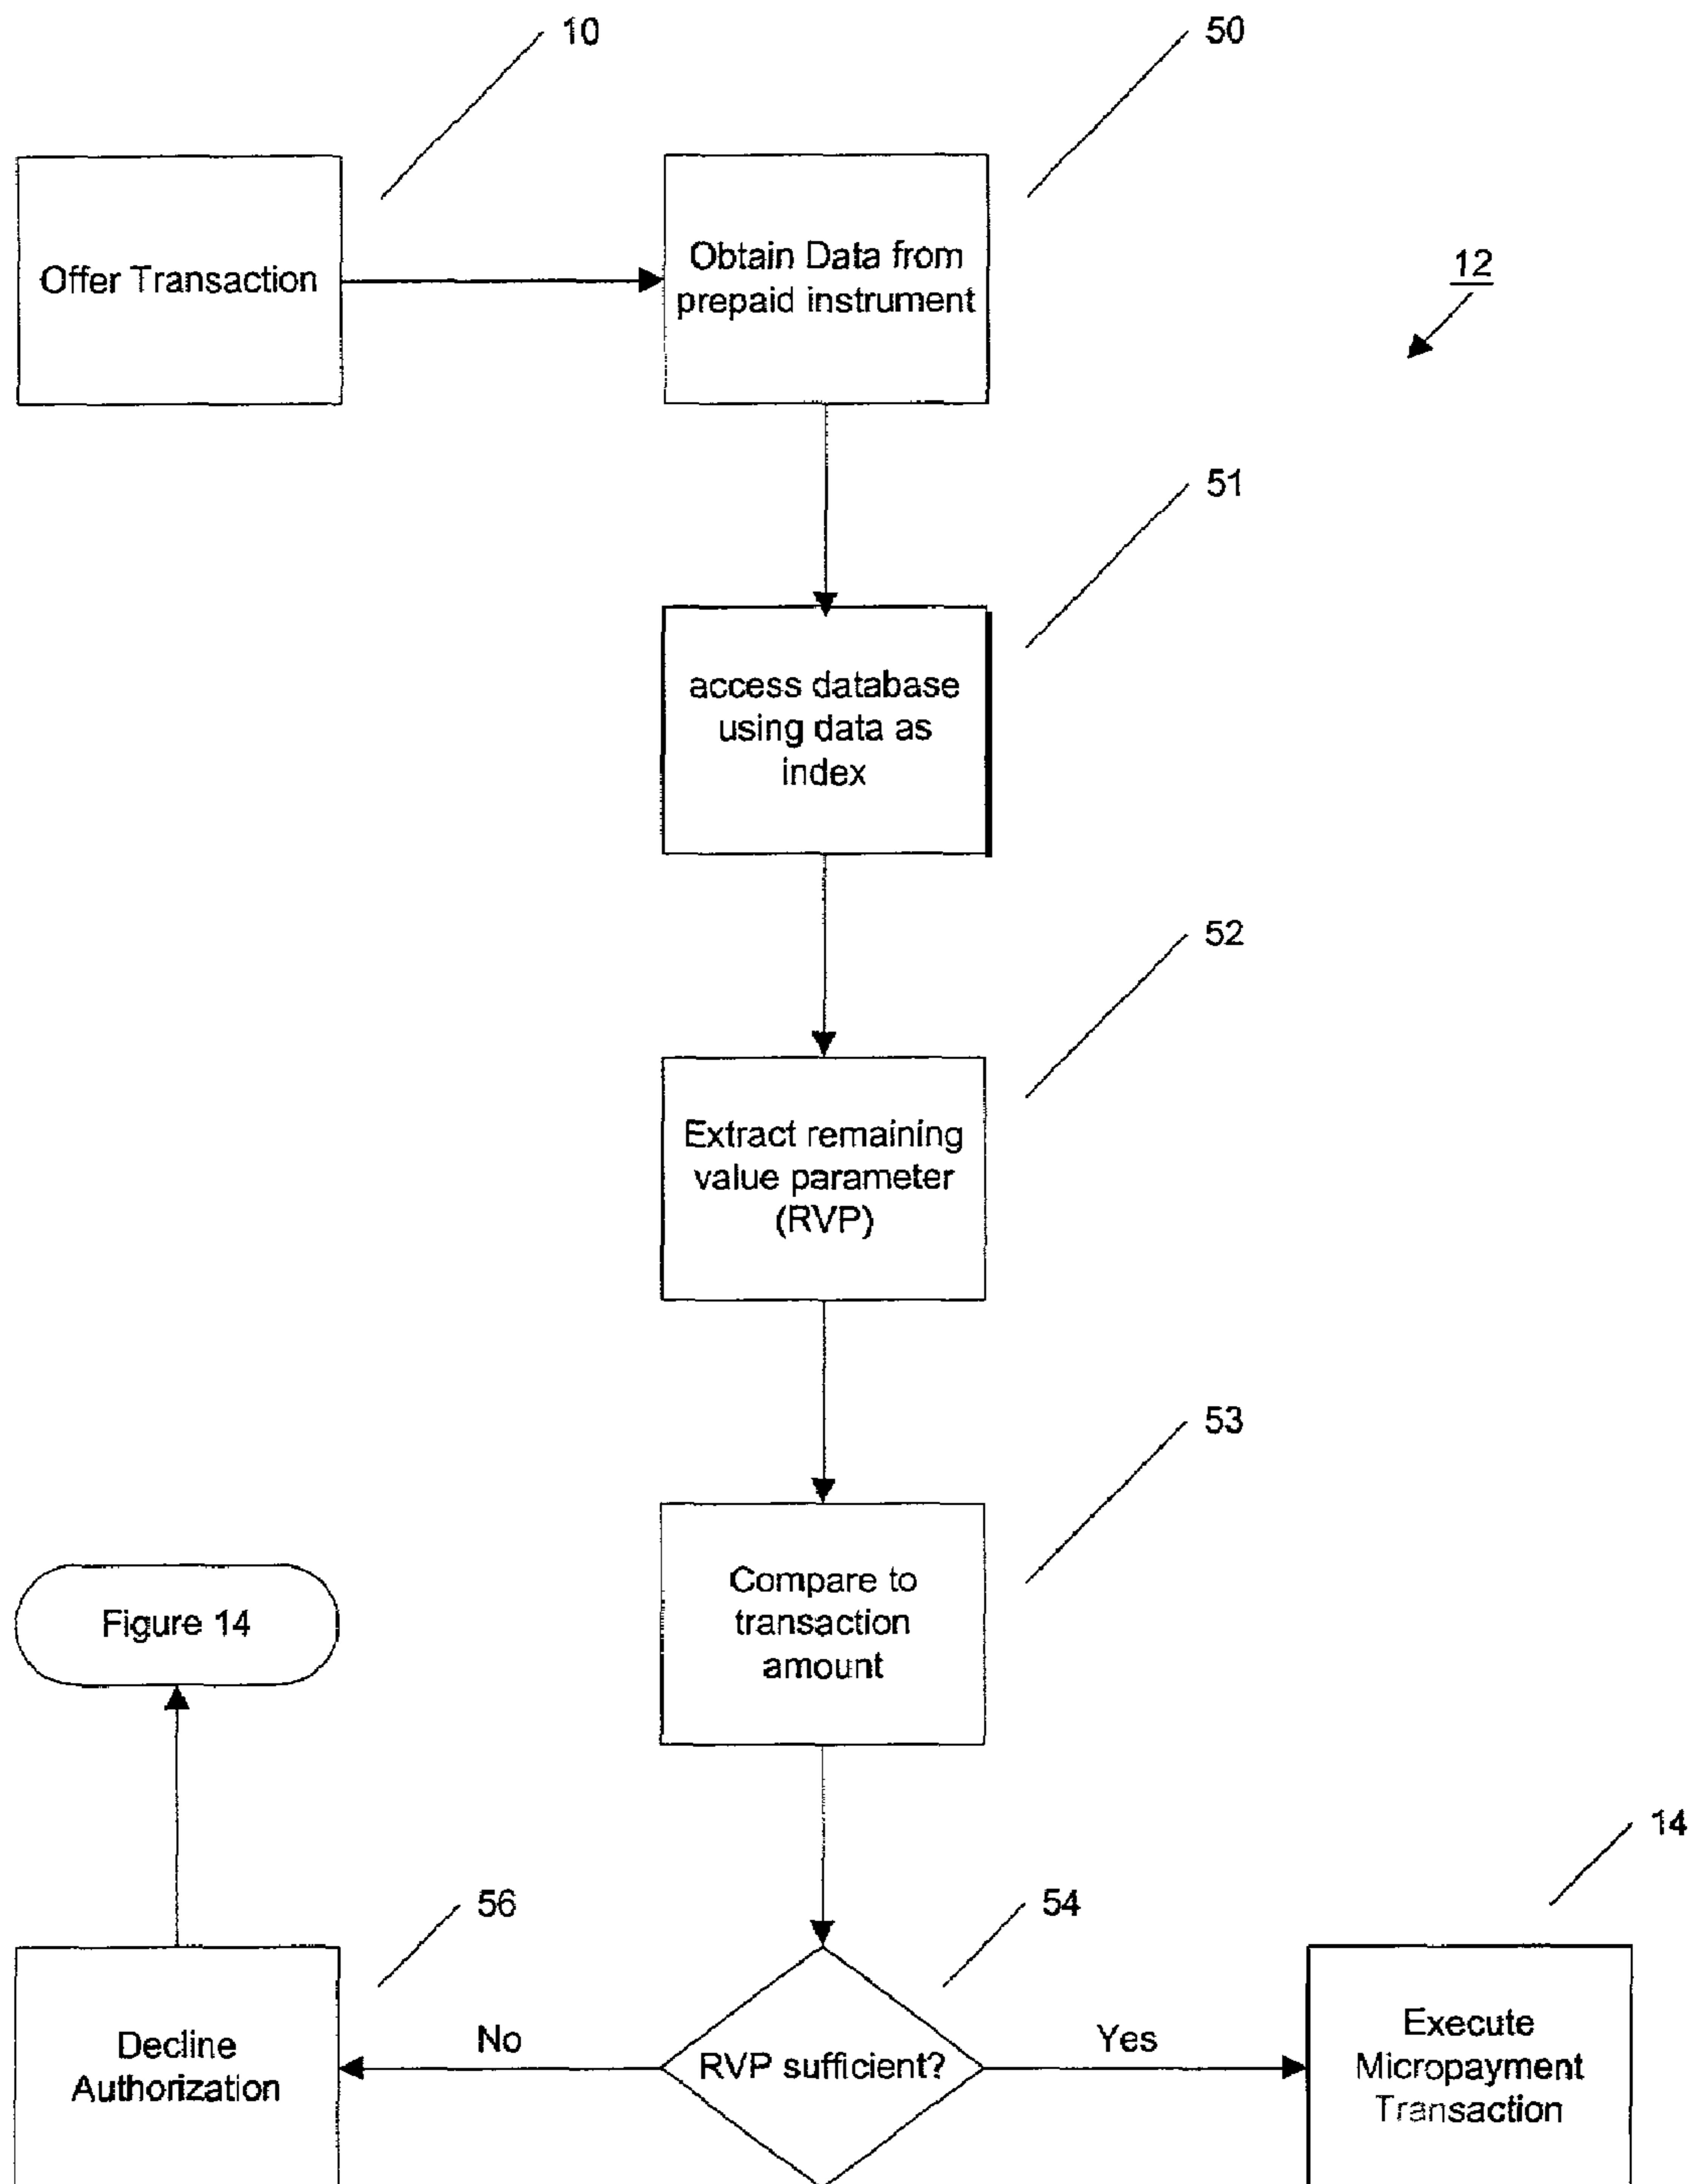 10
50
Offer Transaction
Obtain Data from
prepaid instrument
12
51
access database
using data as
index
52
Extract remaining
value parameter
(RVP)
53
Compare to
transaction
amount
Figure 14
14
56
54
Decline
Authorization
No
RVP sufficient?
Yes
Execute
Micropayment
Transaction